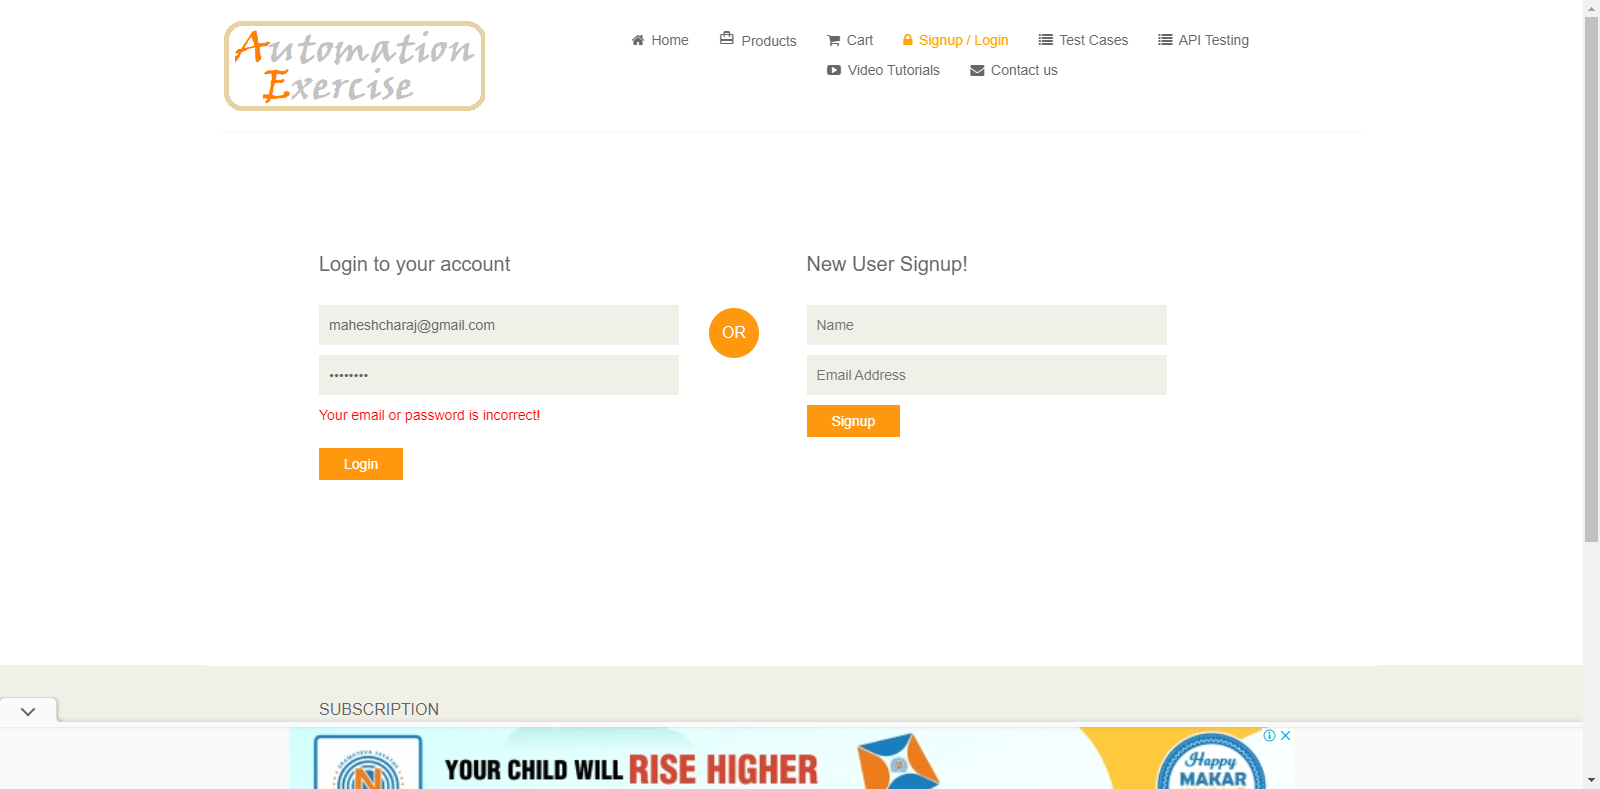 Automation
Exercise
Home
Products
Cart
Signup / Login
Test Cases
API Testing
Video Tutorials
Contact us
Login to your account
maheshcharaj@gmail.com
••••••••
Your email or password is incorrect!
Login
OR
New User Signup!
Name
Email Address
Signup
SUBSCRIPTION
N
YOUR CHILD WILL RISE HIGHER
Happy
MAKAR